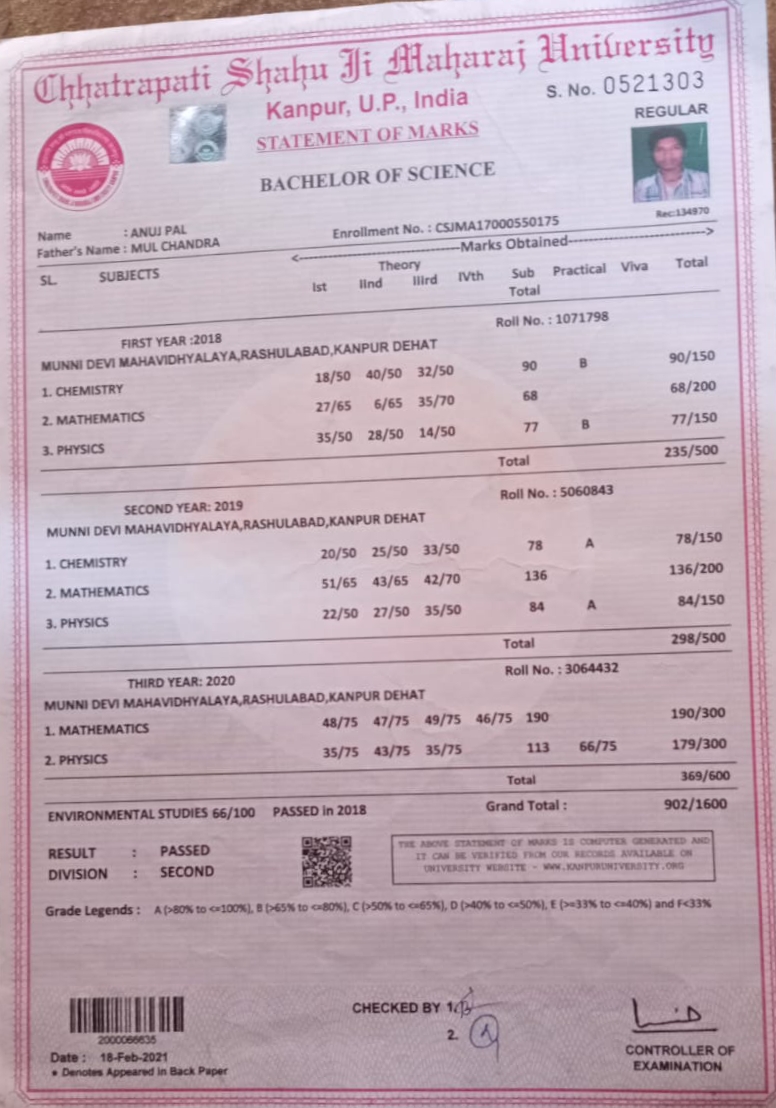 Chhatrapati Shahu Ji Maharaj University
Kanpur, U.P., India
S. No. 0521303
STATEMENT OF MARKS
REGULAR
BACHELOR OF SCIENCE
Rec:134970
Name : ANUJ PAL
Enrollment No. : CSJMA17000550175
Father's Name : MUL CHANDRA
<---Marks Obtained--->
SL. SUBJECTS Theory
Ist IInd IIIrd IVth Sub Total Practical Viva Total
FIRST YEAR :2018 Roll No. : 1071798
MUNNI DEVI MAHAVIDHYALAYA,RASHULABAD,KANPUR DEHAT
1. CHEMISTRY 18/50 40/50 32/50 90 B 90/150
2. MATHEMATICS 27/65 6/65 35/70 68 68/200
3. PHYSICS 35/50 28/50 14/50 77 B 77/150
Total 235/500
SECOND YEAR: 2019 Roll No. : 5060843
MUNNI DEVI MAHAVIDHYALAYA,RASHULABAD,KANPUR DEHAT
1. CHEMISTRY 20/50 25/50 33/50 78 A 78/150
2. MATHEMATICS 51/65 43/65 42/70 136 136/200
3. PHYSICS 22/50 27/50 35/50 84 A 84/150
Total 298/500
THIRD YEAR: 2020 Roll No. : 3064432
MUNNI DEVI MAHAVIDHYALAYA,RASHULABAD,KANPUR DEHAT
1. MATHEMATICS 48/75 47/75 49/75 46/75 190 190/300
2. PHYSICS 35/75 43/75 35/75 113 66/75 179/300
Total 369/600
ENVIRONMENTAL STUDIES 66/100 PASSED in 2018 Grand Total : 902/1600
RESULT : PASSED
DIVISION : SECOND
THE ABOVE STATEMENT OF MARKS IS COMPUTER GENERATED AND
IT CAN BE VERIFIED FROM OUR RECORDS AVAILABLE ON
UNIVERSITY WEBSITE - WWW.KANPURUNIVERSITY.ORG
Grade Legends : A (>80% to <=100%), B (>65% to <=80%), C (>50% to <=65%), D (>40% to <=50%), E (>=33% to <=40%) and F<33%
2000066635
Date : 18-Feb-2021
* Denotes Appeared in Back Paper
CHECKED BY 1.
2.
CONTROLLER OF
EXAMINATION